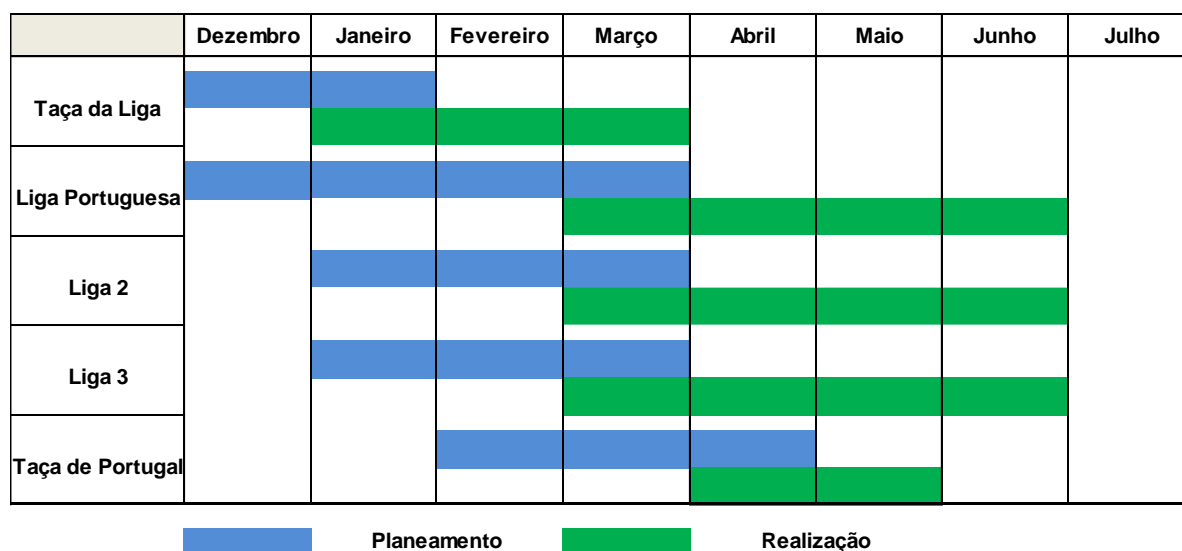 Dezembro Janeiro Fevereiro Março Abril Maio Junho Julho
Taça da Liga
Liga Portuguesa
Liga 2
Liga 3
Taça de Portugal
Planeamento Realização